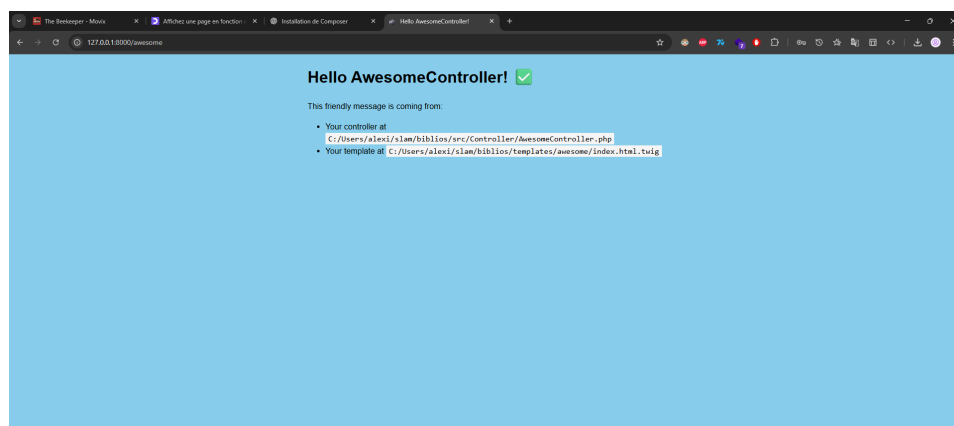 The Beekeeper - Movix
Affichez une page en fonction
Installation de Composer
Hello AwesomeController!
127.0.0.1:8000/awesome
Hello AwesomeController! ✅
This friendly message is coming from:
• Your controller at
C:/Users/alexi/slam/biblios/src/Controller/AwesomeController.php
• Your template at C:/Users/alexi/slam/biblios/templates/awesome/index.html.twig